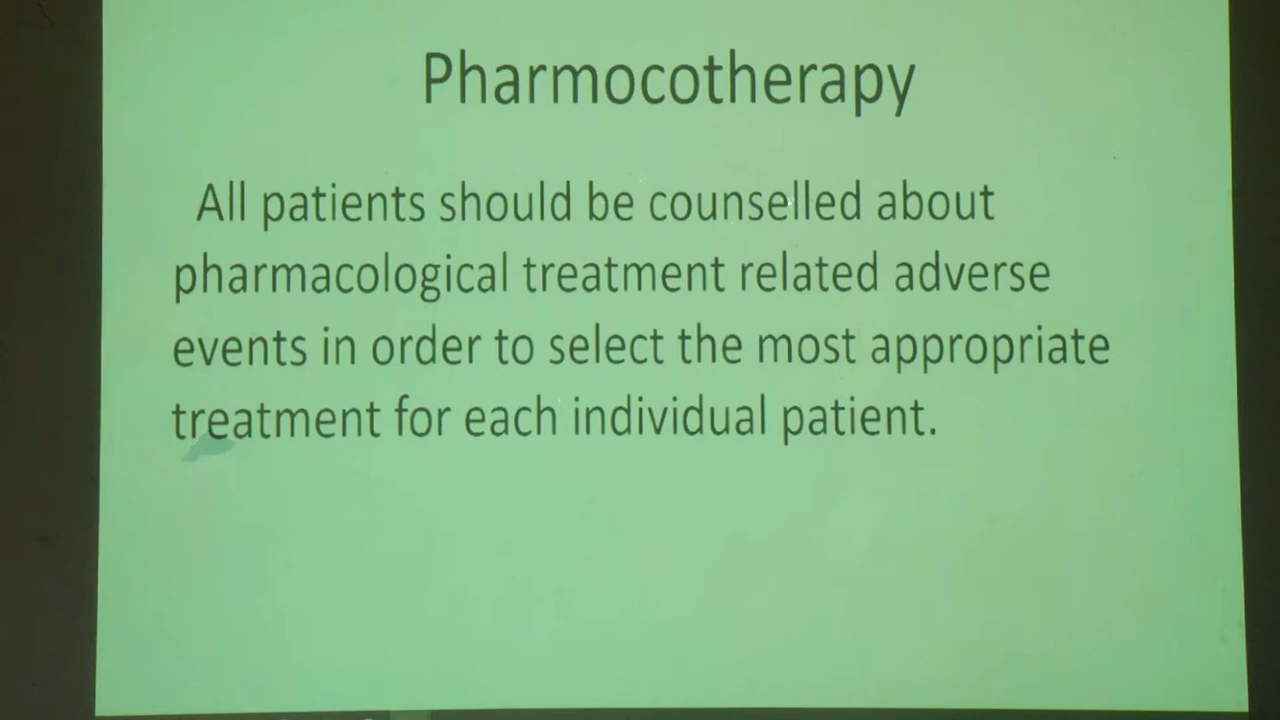 Pharmocotherapy
All patients should be counselled about
pharmacological treatment related adverse
events in order to select the most appropriate
treatment for each individual patient.